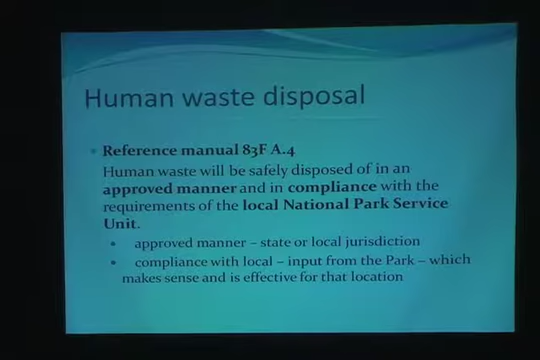 Human waste disposal
• Reference manual 83F A.4
Human waste will be safely disposed of in an
approved manner and in compliance with the
requirements of the local National Park Service
Unit.
• approved manner – state or local jurisdiction
• compliance with local – input from the Park – which
makes sense and is effective for that location